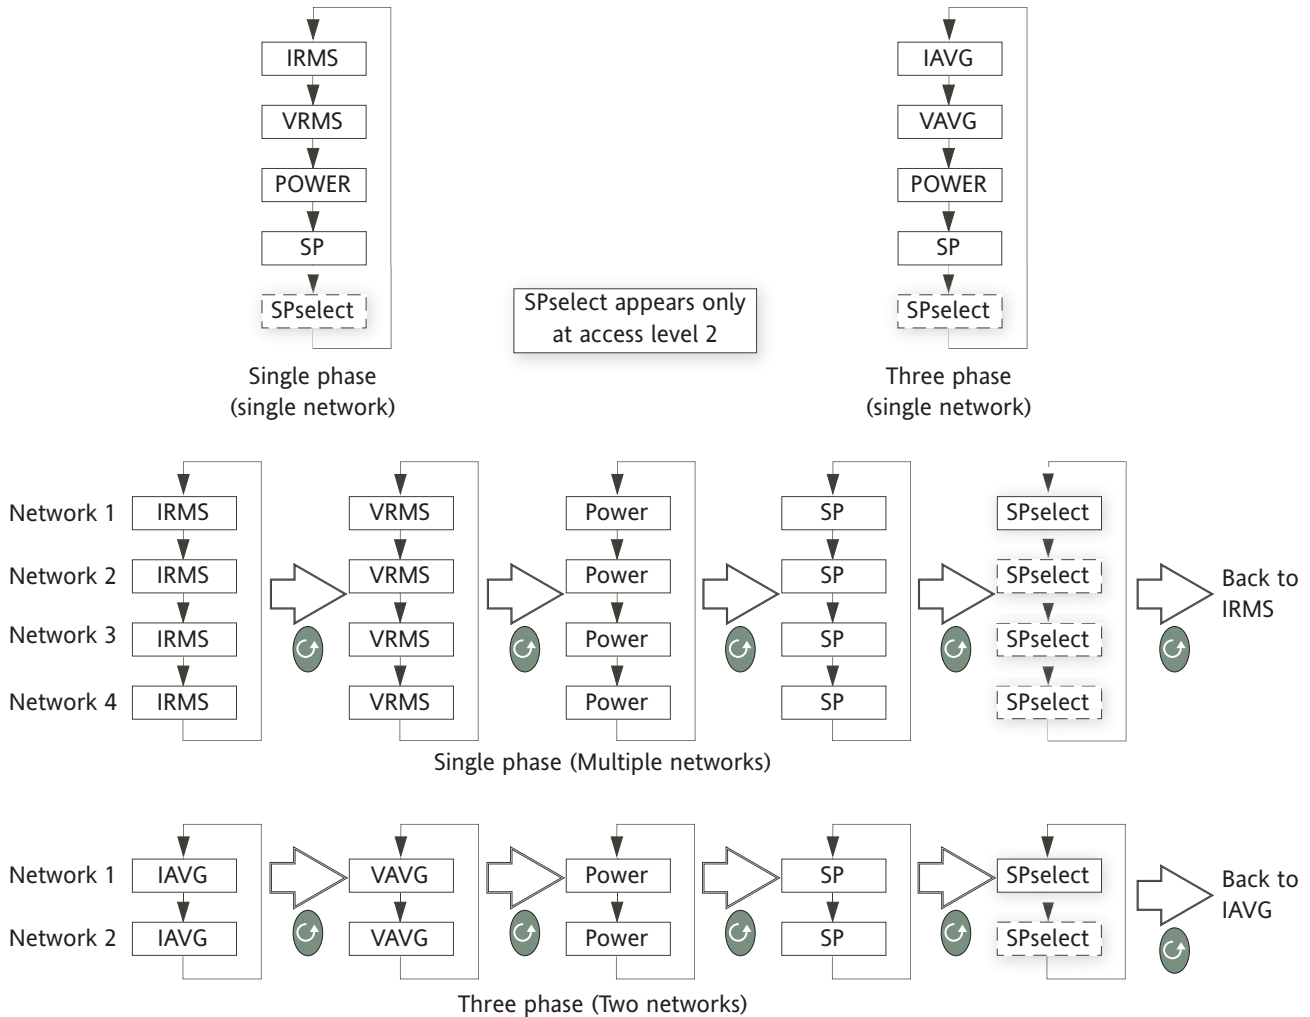 IRMS
VRMS
POWER
SP
SPselect
Single phase
(single network)
SPselect appears only
at access level 2
IAVG
VAVG
POWER
SP
SPselect
Three phase
(single network)
Network 1 IRMS VRMS Power SP SPselect
Network 2 IRMS VRMS Power SP SPselect
Network 3 IRMS VRMS Power SP SPselect
Network 4 IRMS VRMS Power SP SPselect
Back to
IRMS
Single phase (Multiple networks)
Network 1 IAVG VAVG Power SP SPselect
Network 2 IAVG VAVG Power SP SPselect
Back to
IAVG
Three phase (Two networks)